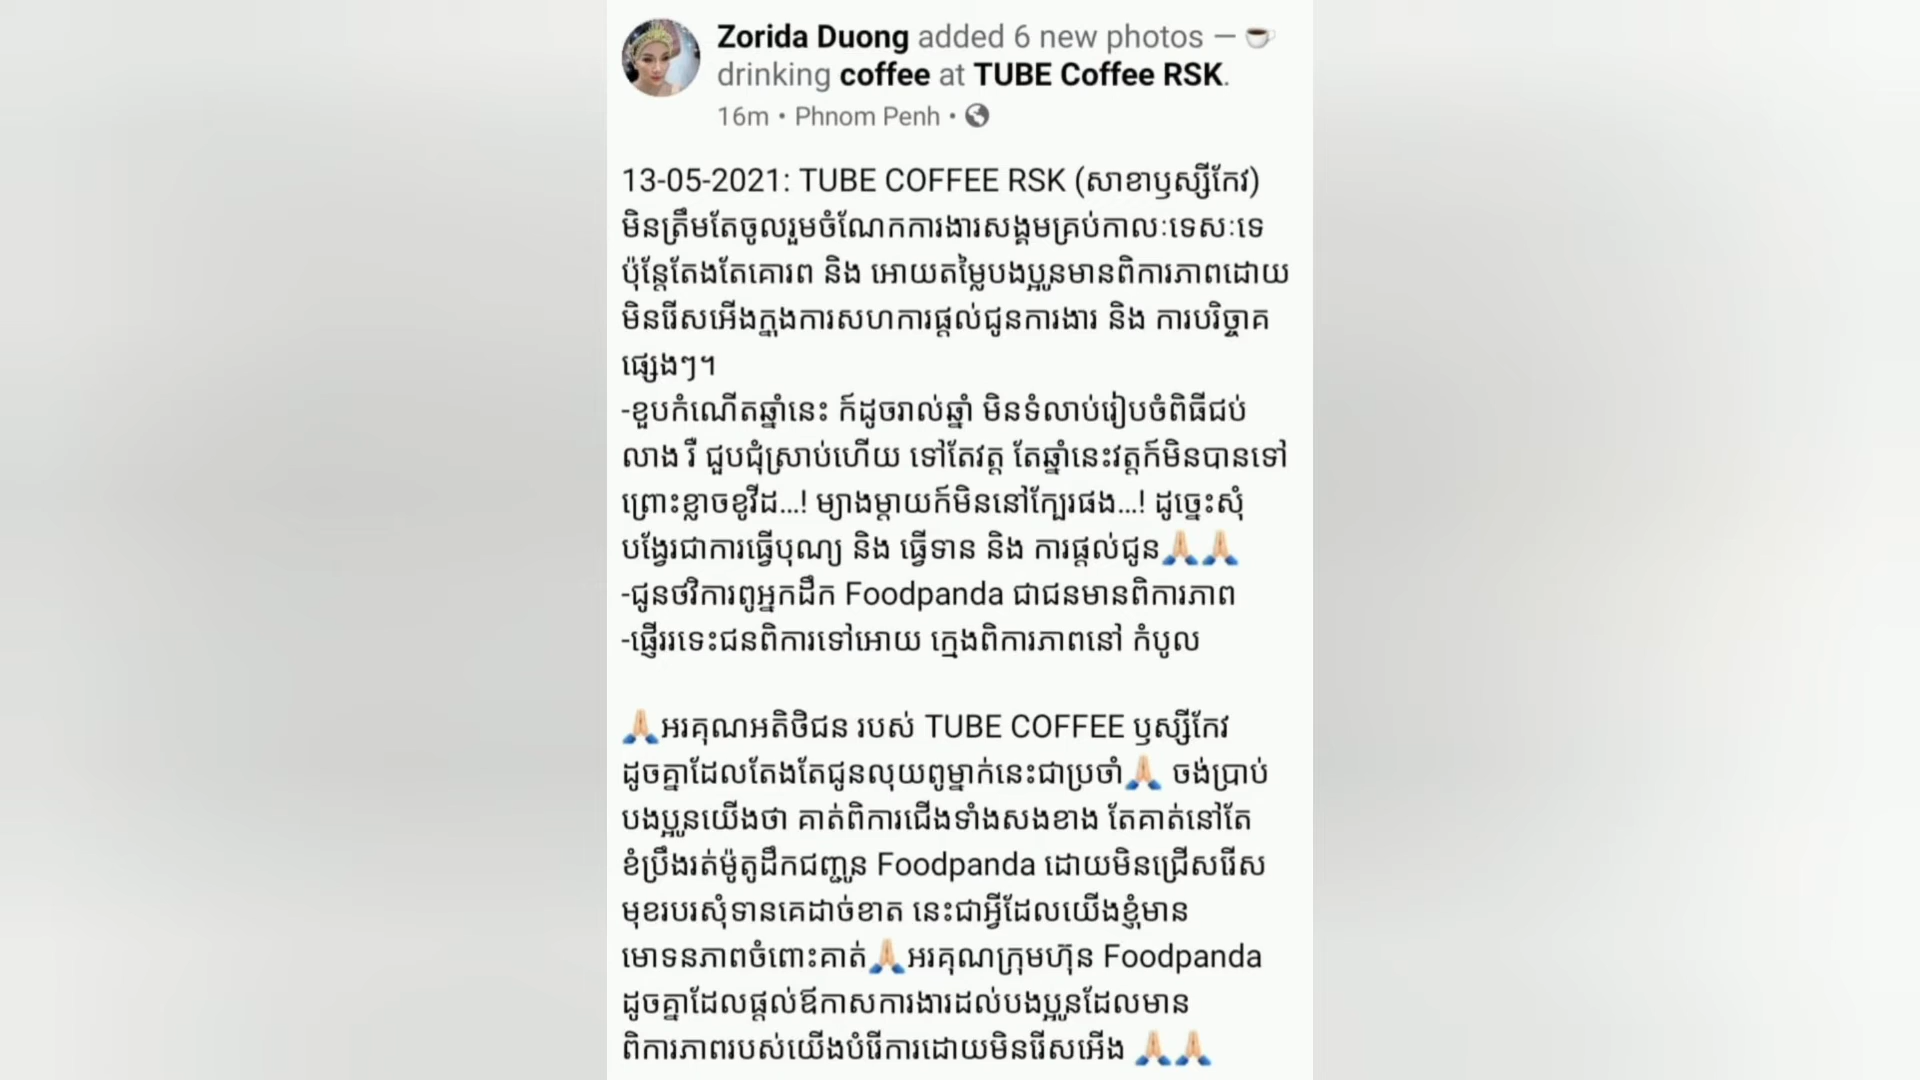 Zorida Duong added 6 new photos — ☕
drinking coffee at TUBE Coffee RSK.
16m • Phnom Penh •
13-05-2021: TUBE COFFEE RSK (សាខាឫស្សីកែវ)
មិនត្រឹមតែចូលរួមចំណែកការងារសង្គមគ្រប់កាលៈទេសៈទេ
ប៉ុន្តែតែងតែគោរព និង អោយតម្លៃបងប្អូនមានពិការភាពដោយ
មិនរើសអើងក្នុងការសហការផ្តល់ជូនការងារ និង ការបរិច្ចាគ
ផ្សេងៗ។
-ខួបកំណើតឆ្នាំនេះ ក៍ដូចរាល់ឆ្នាំ មិនទំលាប់រៀបចំពិធីជប់
លាង រឺ ជួបជុំស្រាប់ហើយ ទៅតែវត្ត តែឆ្នាំនេះវត្តក៍មិនបានទៅ
ព្រោះខ្លាចខូវីដ...! ម្យាងម្តាយក៍មិននៅក្បែរផង...! ដូច្នេះសុំ
បង្វែរជាការធ្វើបុណ្យ និង ធ្វើទាន និង ការផ្តល់ជូន🙏🏻🙏🏻
-ជូនថវិការពូអ្នកដឹក Foodpanda ជាជនមានពិការភាព
-ផ្ញើររទេះជនពិការទៅអោយ ក្មេងពិការភាពនៅ កំបូល
🙏🏻អរគុណអតិថិជន របស់ TUBE COFFEE ឫស្សីកែវ
ដូចគ្នាដែលតែងតែជូនលុយពូម្នាក់នេះជាប្រចាំ🙏🏻 ចង់ប្រាប់
បងប្អូនយើងថា គាត់ពិការជើងទាំងសងខាង តែគាត់នៅតែ
ខំប្រឹងរត់ម៉ូតូដឹកជញ្ជូន Foodpanda ដោយមិនជ្រើសរើស
មុខរបរសុំទានគេដាច់ខាត នេះជាអ្វីដែលយើងខ្ញុំមាន
មោទនភាពចំពោះគាត់🙏🏻អរគុណក្រុមហ៊ុន Foodpanda
ដូចគ្នាដែលផ្តល់ឪកាសការងារដល់បងប្អូនដែលមាន
ពិការភាពរបស់យើងបំរើការដោយមិនរើសអើង 🙏🏻🙏🏻